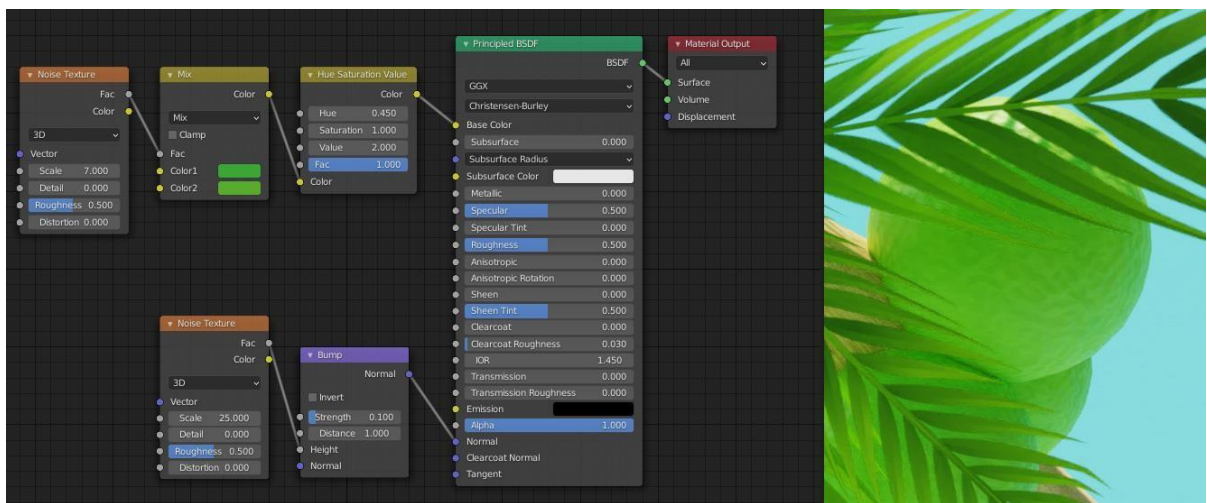 Noise Texture
Fac
Color
3D
Vector
Scale 7.000
Detail 0.000
Roughness 0.500
Distortion 0.000
Mix
Color
Mix
Clamp
Fac
Color1
Color2
Hue Saturation Value
Color
Hue 0.450
Saturation 1.000
Value 2.000
Fac 1.000
Color
Noise Texture
Fac
Color
3D
Vector
Scale 25.000
Detail 0.000
Roughness 0.500
Distortion 0.000
Bump
Normal
Invert
Strength 0.100
Distance 1.000
Height
Normal
Principled BSDF
BSDF
GGX
Christensen-Burley
Base Color
Subsurface 0.000
Subsurface Radius
Subsurface Color
Metallic 0.000
Specular 0.500
Specular Tint 0.000
Roughness 0.500
Anisotropic 0.000
Anisotropic Rotation 0.000
Sheen 0.000
Sheen Tint 0.500
Clearcoat 0.000
Clearcoat Roughness 0.030
IOR 1.450
Transmission 0.000
Transmission Roughness 0.000
Emission
Alpha 1.000
Normal
Clearcoat Normal
Tangent
Material Output
All
Surface
Volume
Displacement